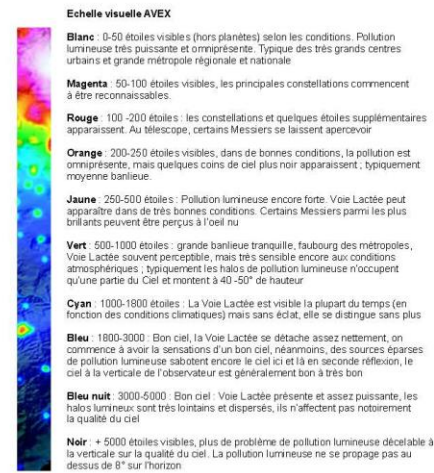 Echelle visuelle AVEX
Blanc : 0-50 étoiles visibles (hors planètes) selon les conditions. Pollution
lumineuse très puissante et omniprésente. Typique des très grands centres
urbains et grande métropole régionale et nationale
Magenta : 50-100 étoiles visibles, les principales constellations commencent
à être reconnaissables.
Rouge : 100 -200 étoiles : les constellations et quelques étoiles supplémentaires
apparaissent. Au télescope, certains Messiers se laissent apercevoir
Orange : 200-250 étoiles visibles, dans de bonnes conditions, la pollution est
omniprésente, mais quelques coins de ciel plus noir apparaissent ; typiquement
moyenne banlieue.
Jaune : 250-500 étoiles : Pollution lumineuse encore forte. Voie Lactée peut
apparaître dans de très bonnes conditions. Certains Messiers parmi les plus
brillants peuvent être perçus à l'oeil nu
Vert : 500-1000 étoiles : grande banlieue tranquille, faubourg des métropoles,
Voie Lactée souvent perceptible, mais très sensible encore aux conditions
atmosphériques ; typiquement les halos de pollution lumineuse n'occupent
qu'une partie du Ciel et montent à 40 -50° de hauteur
Cyan : 1000-1800 étoiles : La Voie Lactée est visible la plupart du temps (en
fonction des conditions climatiques) mais sans éclat, elle se distingue sans plus
Bleu : 1800-3000 : Bon ciel, la Voie Lactée se détache assez nettement, on
commence à avoir la sensations d'un bon ciel, néanmoins, des sources éparses
de pollution lumineuse sabotent encore le ciel ici et là en seconde réflexion, le
ciel à la verticale de l'observateur est généralement bon à très bon
Bleu nuit : 3000-5000 : Bon ciel : Voie Lactée présente et assez puissante, les
halos lumineux sont très lointains et dispersés, ils n'affectent pas notoirement
la qualité du ciel
Noir : + 5000 étoiles visibles, plus de problème de pollution lumineuse décelable à
la verticale sur la qualité du ciel. La pollution lumineuse ne se propage pas au
dessus de 8° sur l'horizon